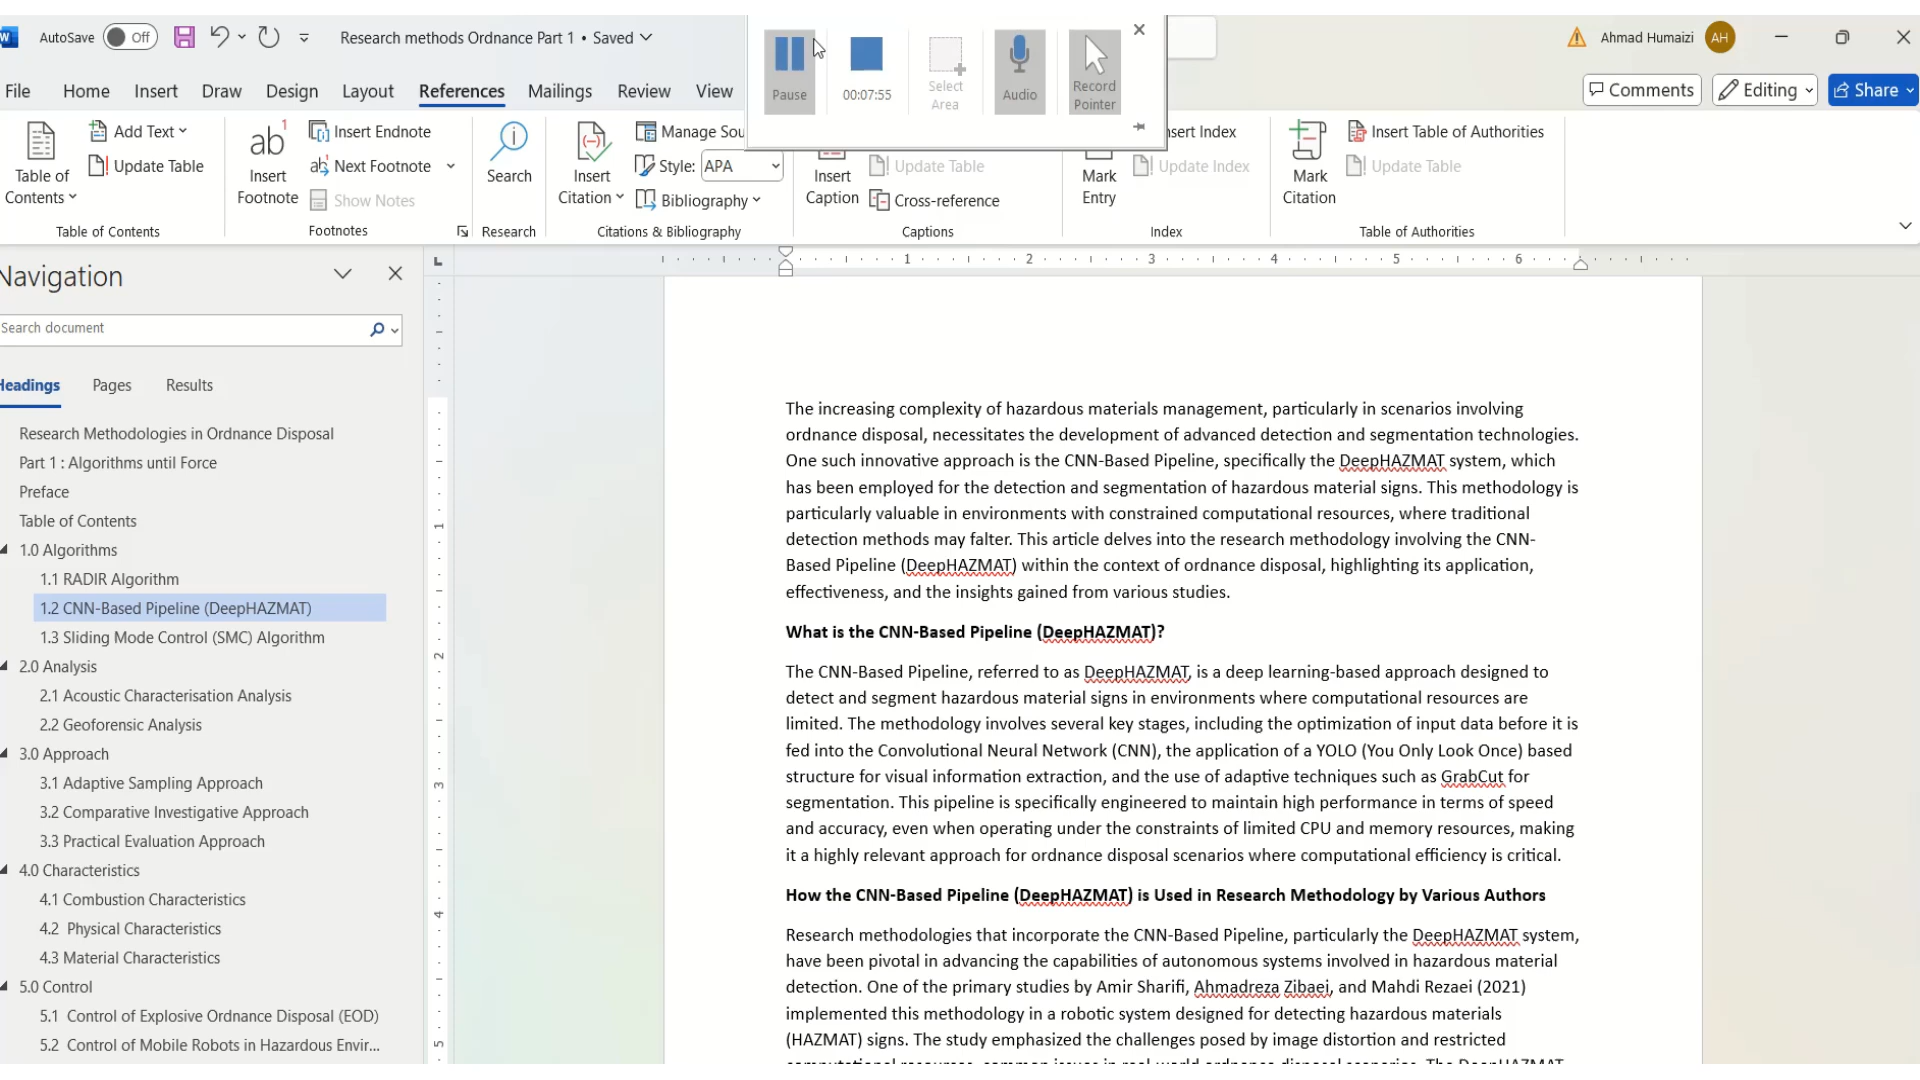 AutoSave Off Research methods Ordnance Part 1 • Saved
Ahmad Humaizi AH
Pause 00:07:55 Select Area Audio Record Pointer
File Home Insert Draw Design Layout References Mailings Review View
Comments Editing Share
Table of Contents
Add Text
Update Table
Table of Contents
ab
Insert Footnote
Insert Endnote
Next Footnote
Show Notes
Footnotes
Search
Research
Insert Citation
Manage Sou
Style: APA
Bibliography
Citations & Bibliography
Insert Caption
Update Table
Cross-reference
Captions
Mark Entry
nsert Index
Update Index
Index
Mark Citation
Insert Table of Authorities
Update Table
Table of Authorities
Navigation
Search document
Headings Pages Results
Research Methodologies in Ordnance Disposal
Part 1 : Algorithms until Force
Preface
Table of Contents
1.0 Algorithms
1.1 RADIR Algorithm
1.2 CNN-Based Pipeline (DeepHAZMAT)
1.3 Sliding Mode Control (SMC) Algorithm
2.0 Analysis
2.1 Acoustic Characterisation Analysis
2.2 Geoforensic Analysis
3.0 Approach
3.1 Adaptive Sampling Approach
3.2 Comparative Investigative Approach
3.3 Practical Evaluation Approach
4.0 Characteristics
4.1 Combustion Characteristics
4.2 Physical Characteristics
4.3 Material Characteristics
5.0 Control
5.1 Control of Explosive Ordnance Disposal (EOD)
5.2 Control of Mobile Robots in Hazardous Envir...
1 2 3 4 5 6
1
2
3
4
5
The increasing complexity of hazardous materials management, particularly in scenarios involving
ordnance disposal, necessitates the development of advanced detection and segmentation technologies.
One such innovative approach is the CNN-Based Pipeline, specifically the DeepHAZMAT system, which
has been employed for the detection and segmentation of hazardous material signs. This methodology is
particularly valuable in environments with constrained computational resources, where traditional
detection methods may falter. This article delves into the research methodology involving the CNN-
Based Pipeline (DeepHAZMAT) within the context of ordnance disposal, highlighting its application,
effectiveness, and the insights gained from various studies.
What is the CNN-Based Pipeline (DeepHAZMAT)?
The CNN-Based Pipeline, referred to as DeepHAZMAT, is a deep learning-based approach designed to
detect and segment hazardous material signs in environments where computational resources are
limited. The methodology involves several key stages, including the optimization of input data before it is
fed into the Convolutional Neural Network (CNN), the application of a YOLO (You Only Look Once) based
structure for visual information extraction, and the use of adaptive techniques such as GrabCut for
segmentation. This pipeline is specifically engineered to maintain high performance in terms of speed
and accuracy, even when operating under the constraints of limited CPU and memory resources, making
it a highly relevant approach for ordnance disposal scenarios where computational efficiency is critical.
How the CNN-Based Pipeline (DeepHAZMAT) is Used in Research Methodology by Various Authors
Research methodologies that incorporate the CNN-Based Pipeline, particularly the DeepHAZMAT system,
have been pivotal in advancing the capabilities of autonomous systems involved in hazardous material
detection. One of the primary studies by Amir Sharifi, Ahmadreza Zibaei, and Mahdi Rezaei (2021)
implemented this methodology in a robotic system designed for detecting hazardous materials
(HAZMAT) signs. The study emphasized the challenges posed by image distortion and restricted